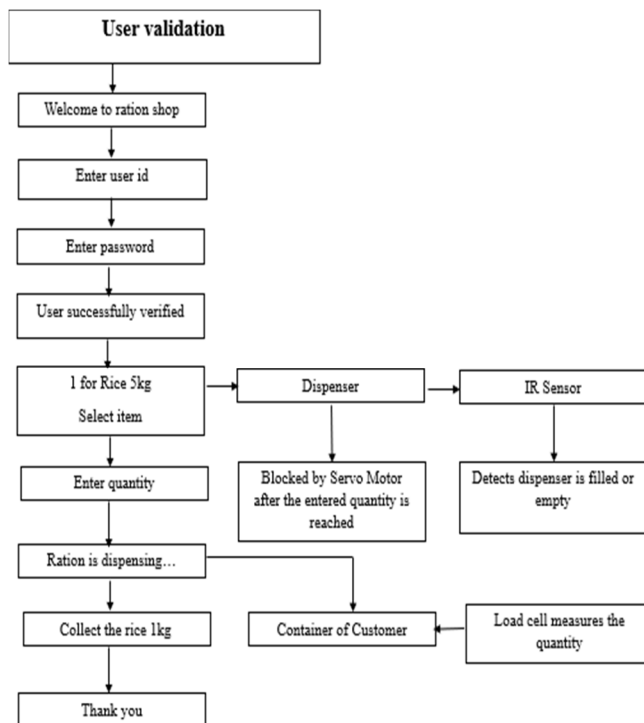 User validation
Welcome to ration shop
Enter user id
Enter password
User successfully verified
1 for Rice 5kg
Select item
Dispenser
IR Sensor
Enter quantity
Blocked by Servo Motor
after the entered quantity is
reached
Detects dispenser is filled or
empty
Ration is dispensing...
Collect the rice 1kg
Container of Customer
Load cell measures the
quantity
Thank you